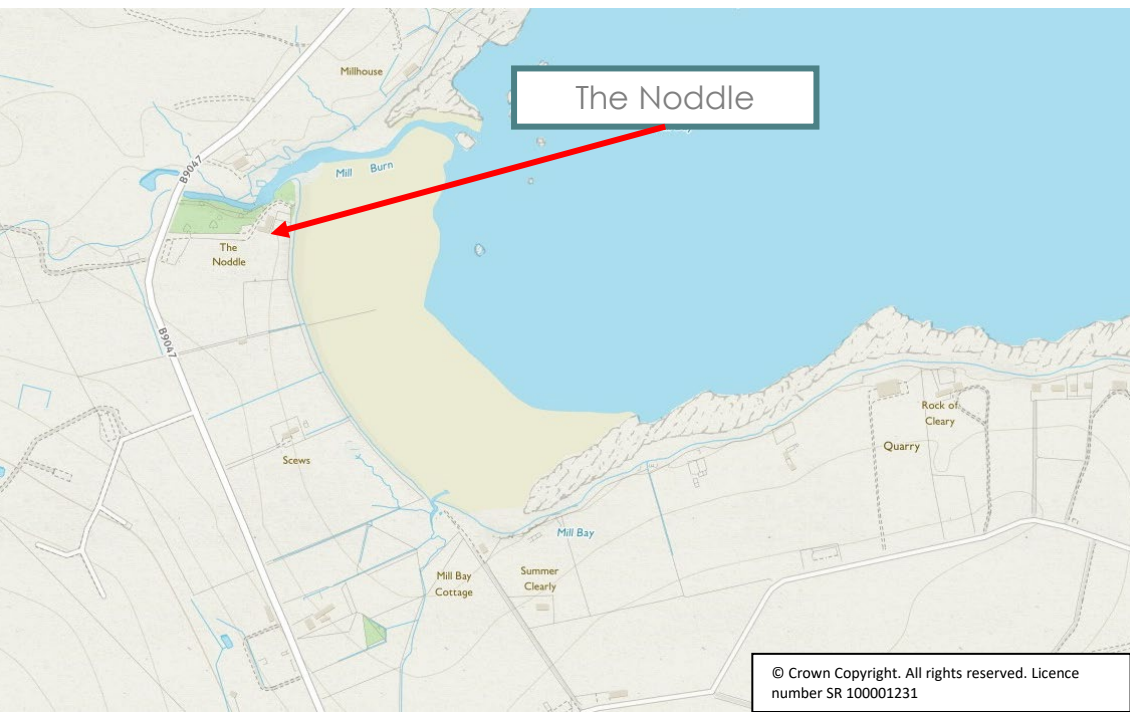 Millhouse
The Noddle
B9047
Mill Burn
The
Noddle
B9047
Rock of
Cleary
Quarry
Scews
Mill Bay
Mill Bay
Cottage
Summer
Clearly
© Crown Copyright. All rights reserved. Licence
number SR 100001231